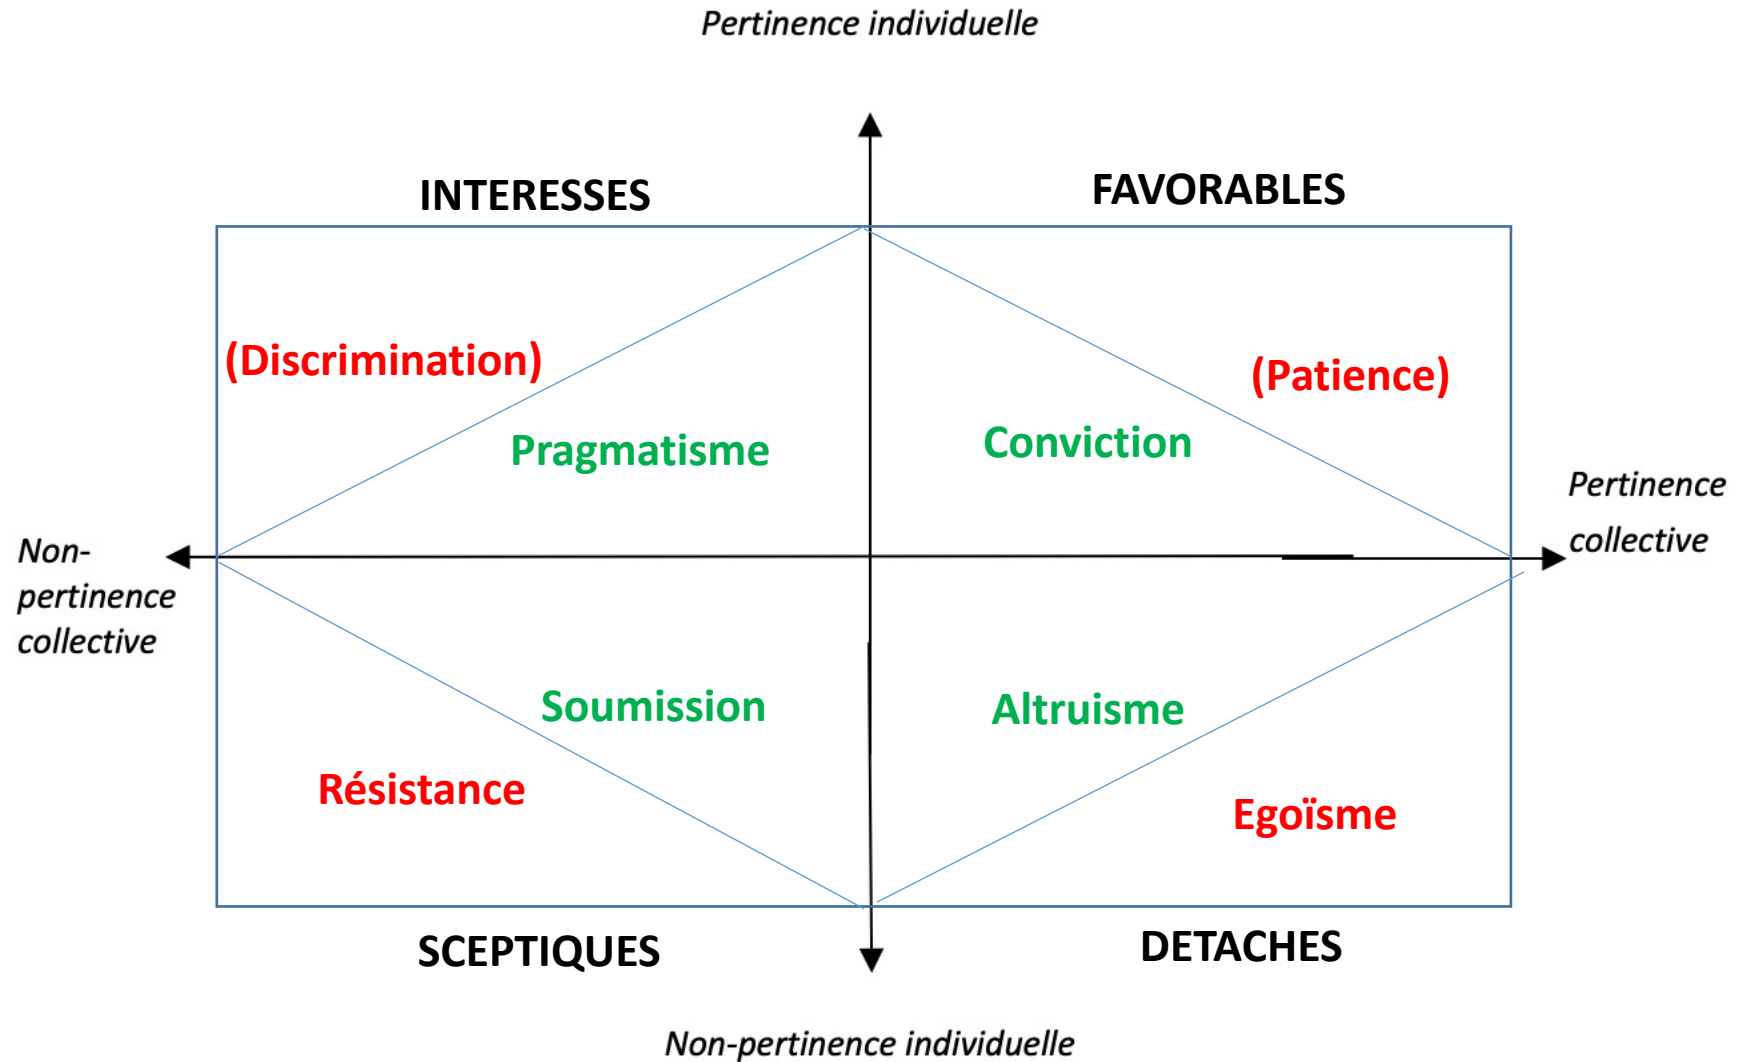 Pertinence individuelle
INTERESSES
FAVORABLES
(Discrimination)
(Patience)
Pragmatisme
Conviction
Pertinence
collective
Non-
pertinence
collective
Soumission
Altruisme
Résistance
Egoïsme
SCEPTIQUES
DETACHES
Non-pertinence individuelle